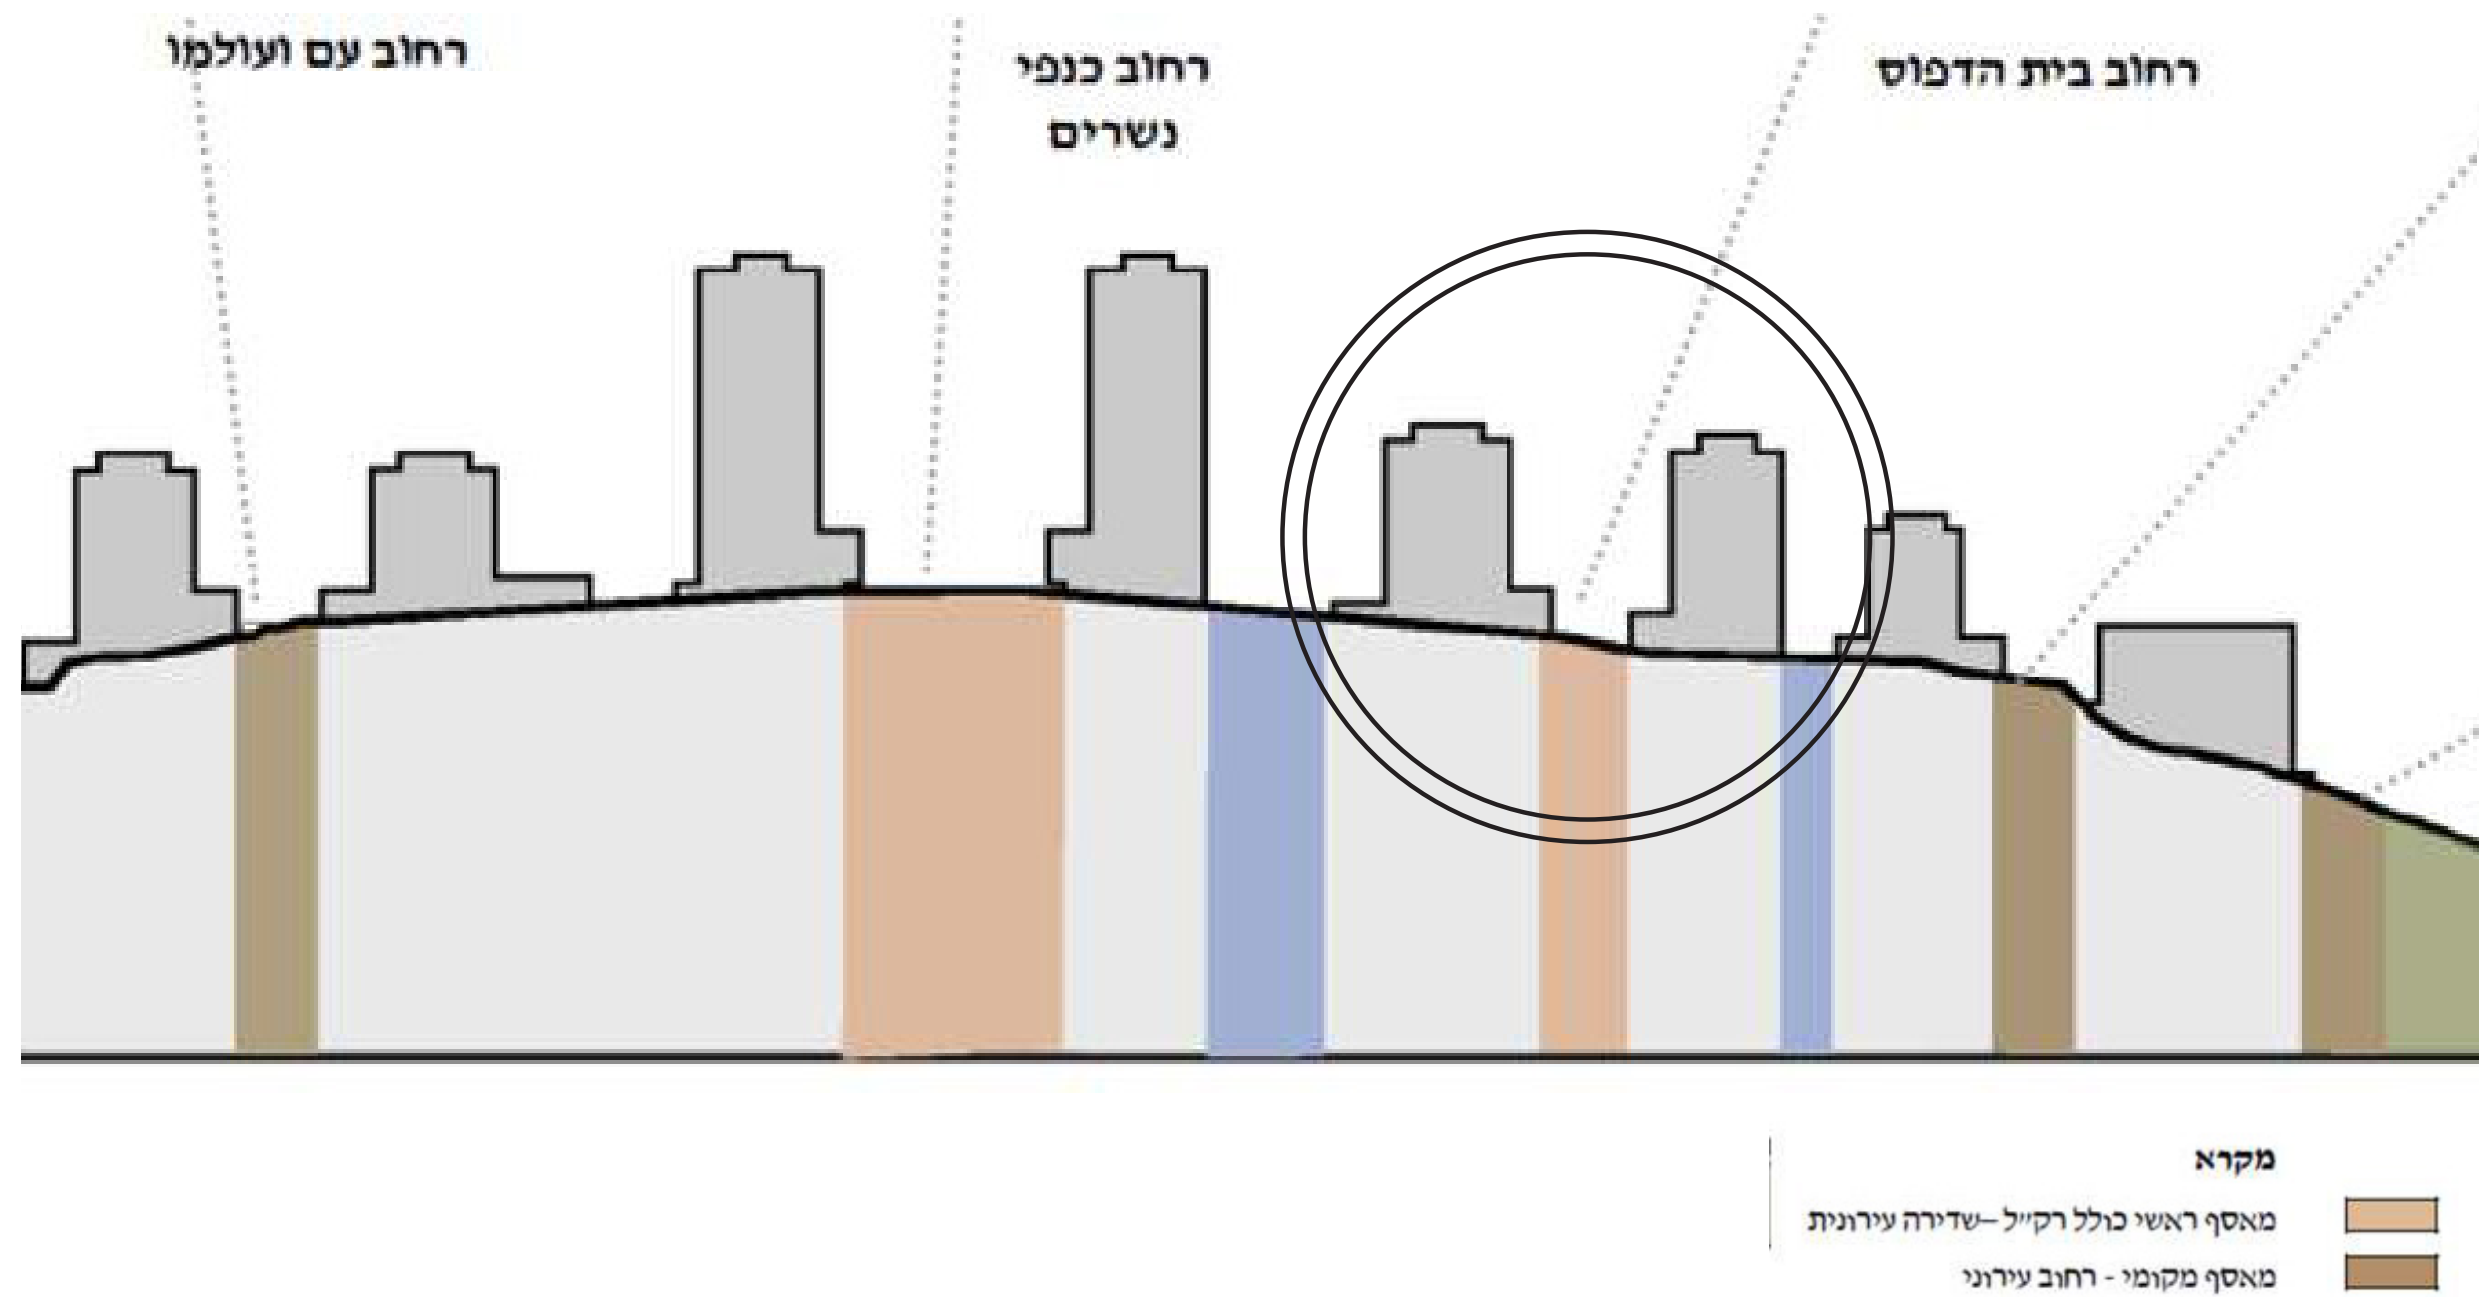 רחוב בית הדפוס
רחוב כנפי
נשרים
רחוב עם ועולמו
מקרא
מאסף ראשי כולל רק״ל –שדירה עירונית
מאסף מקומי - רחוב עירוני